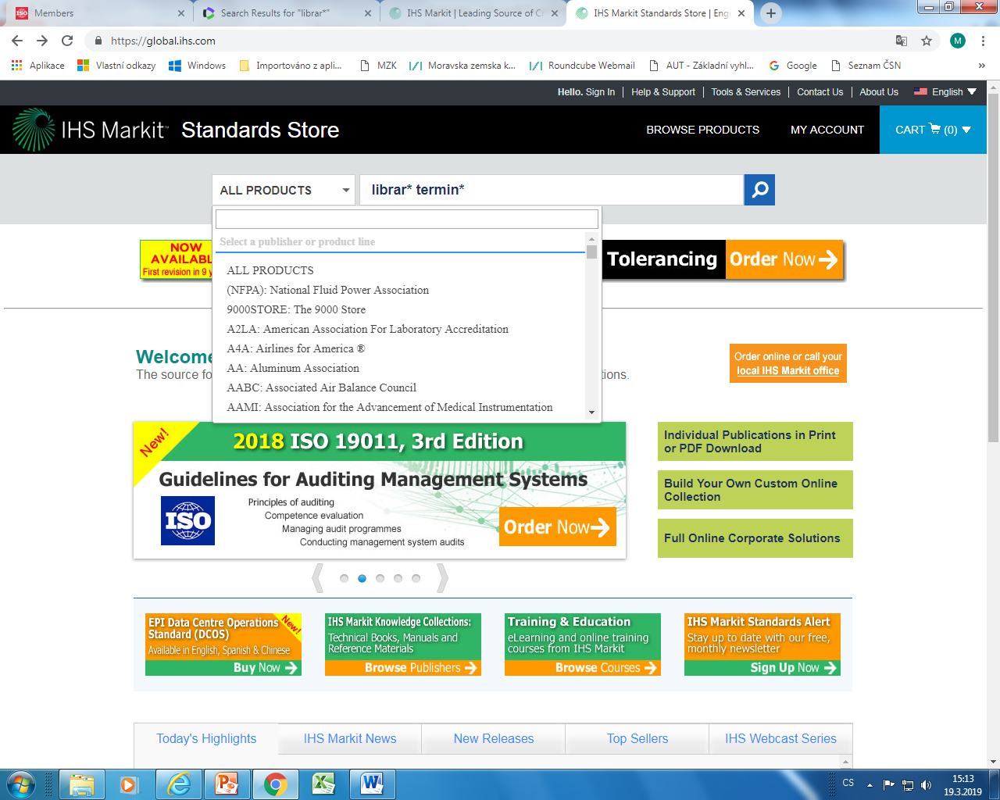 Members
Search Results for "librar*"
IHS Markit | Leading Source of Cr
IHS Markit Standards Store | Eng
https://global.ihs.com
M
Aplikace
Vlastní odkazy
Windows
Importováno z apli...
MZK
Moravska zemska k...
Roundcube Webmail
AUT - Základní vyhl...
Google
Seznam ČSN
»
Hello. Sign In
Help & Support
Tools & Services
Contact Us
About Us
English
IHS Markit™
Standards Store
BROWSE PRODUCTS
MY ACCOUNT
CART (0)
ALL PRODUCTS
librar* termin*
Select a publisher or product line
ALL PRODUCTS
(NFPA): National Fluid Power Association
9000STORE: The 9000 Store
A2LA: American Association For Laboratory Accreditation
A4A: Airlines for America ®
AA: Aluminum Association
AABC: Associated Air Balance Council
AAMI: Association for the Advancement of Medical Instrumentation
NOW
AVAILABL
First revision in 9 y
Tolerancing
Order Now
Welcome
The source fo
tions.
Order online or call your
local IHS Markit office
New!
2018 ISO 19011, 3rd Edition
Guidelines for Auditing Management Systems
ISO
Principles of auditing
Competence evaluation
Managing audit programmes
Conducting management system audits
Order Now
Individual Publications in Print
or PDF Download
Build Your Own Custom Online
Collection
Full Online Corporate Solutions
EPI Data Centre Operations
Standard (DCOS)
New!
Available in English, Spanish & Chinese
Buy Now
IHS Markit Knowledge Collections:
Technical Books, Manuals and
Reference Materials
Browse Publishers
Training & Education
eLearning and online training
courses from IHS Markit
Browse Courses
IHS Markit Standards Alert
Stay up to date with our free,
monthly newsletter
Sign Up Now
Today's Highlights
IHS Markit News
New Releases
Top Sellers
IHS Webcast Series
CS
15:13
19.3.2019